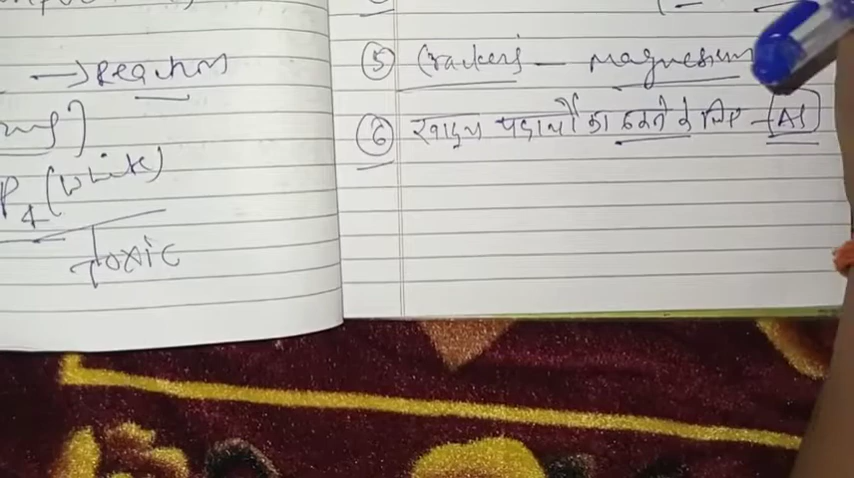 → Reaction
P4 (White)
Toxic
⑤ Crackers — magnesium
⑥ खाद्य पदार्थों को ढकने के लिए — Al